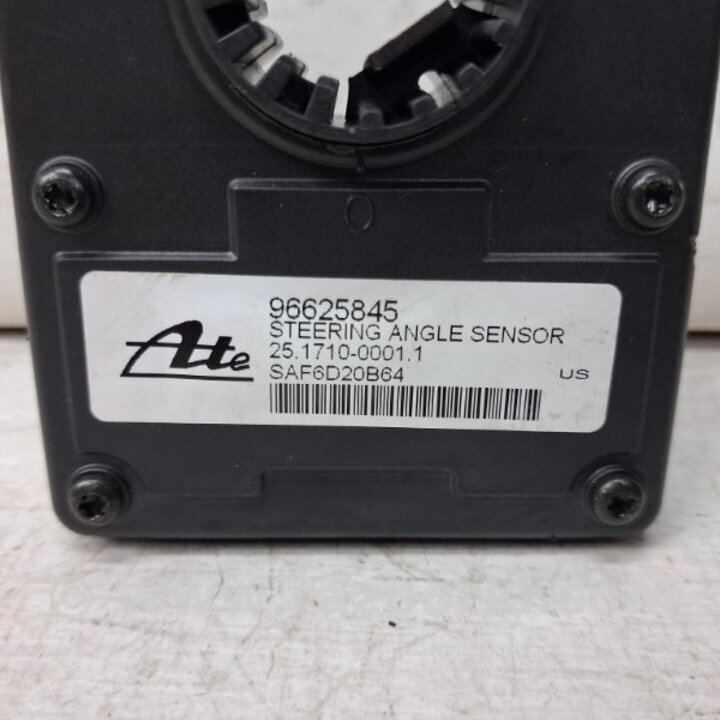 Ate
96625845
STEERING ANGLE SENSOR
25.1710-0001.1
SAF6D20B64
US